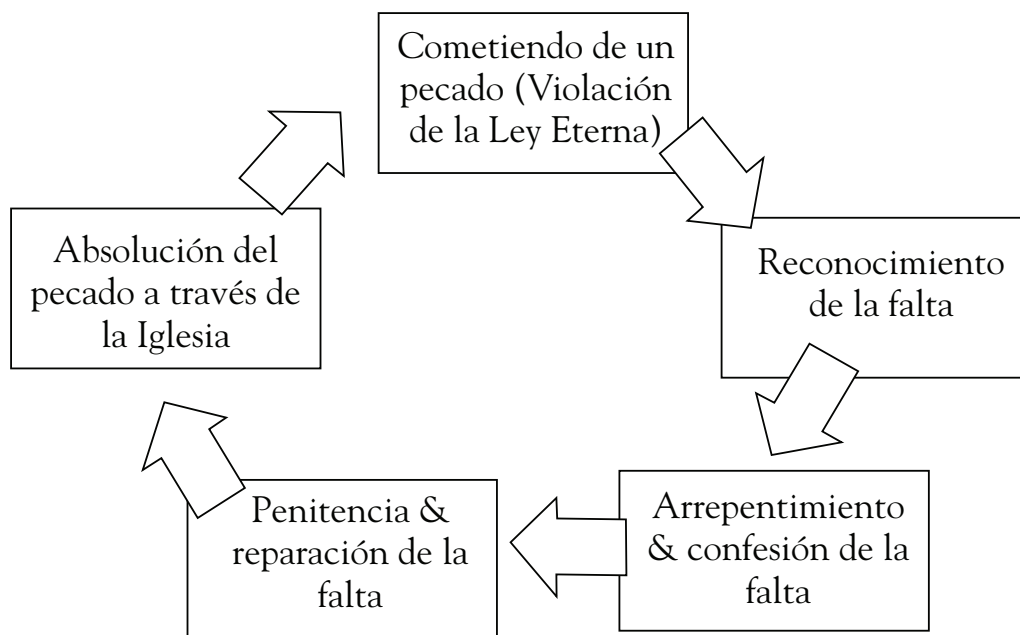 Cometiendo de un
pecado (Violación
de la Ley Eterna)
Reconocimiento
de la falta
Arrepentimiento
& confesión de la
falta
Penitencia &
reparación de la
falta
Absolución del
pecado a través de
la Iglesia